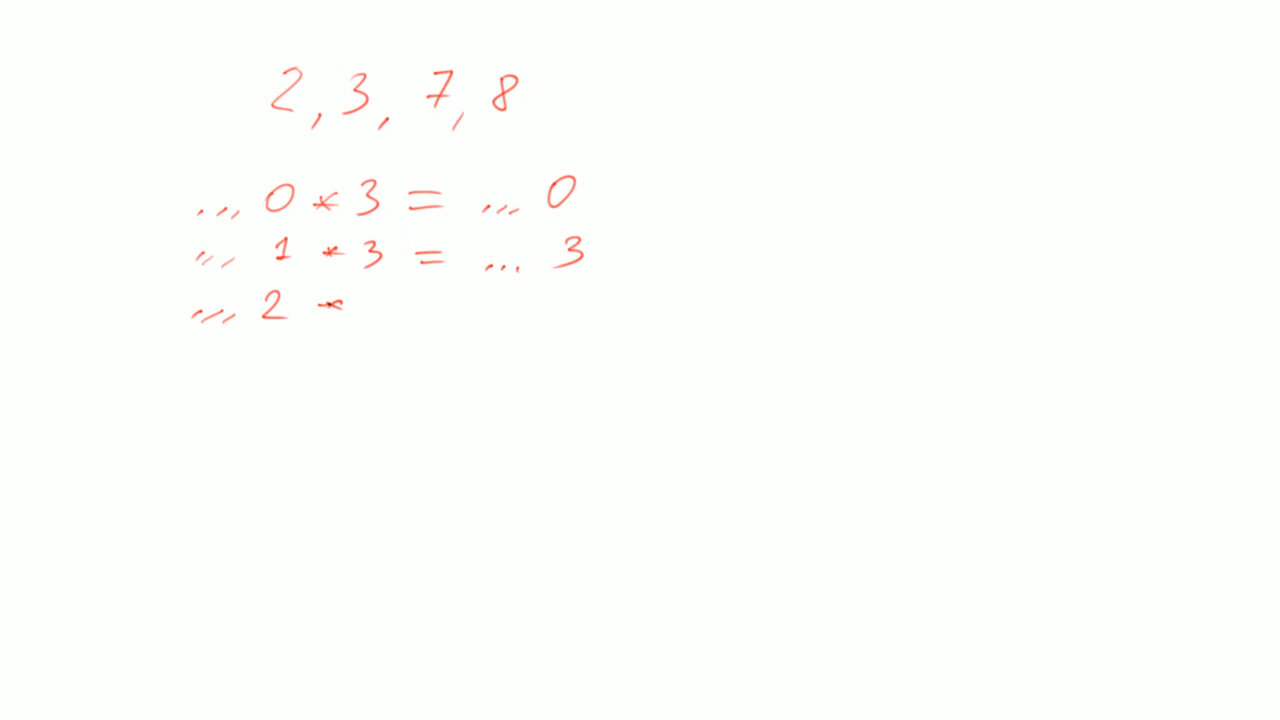 2, 3, 7, 8
... 0 * 3 = ... 0
... 1 * 3 = ... 3
... 2 *